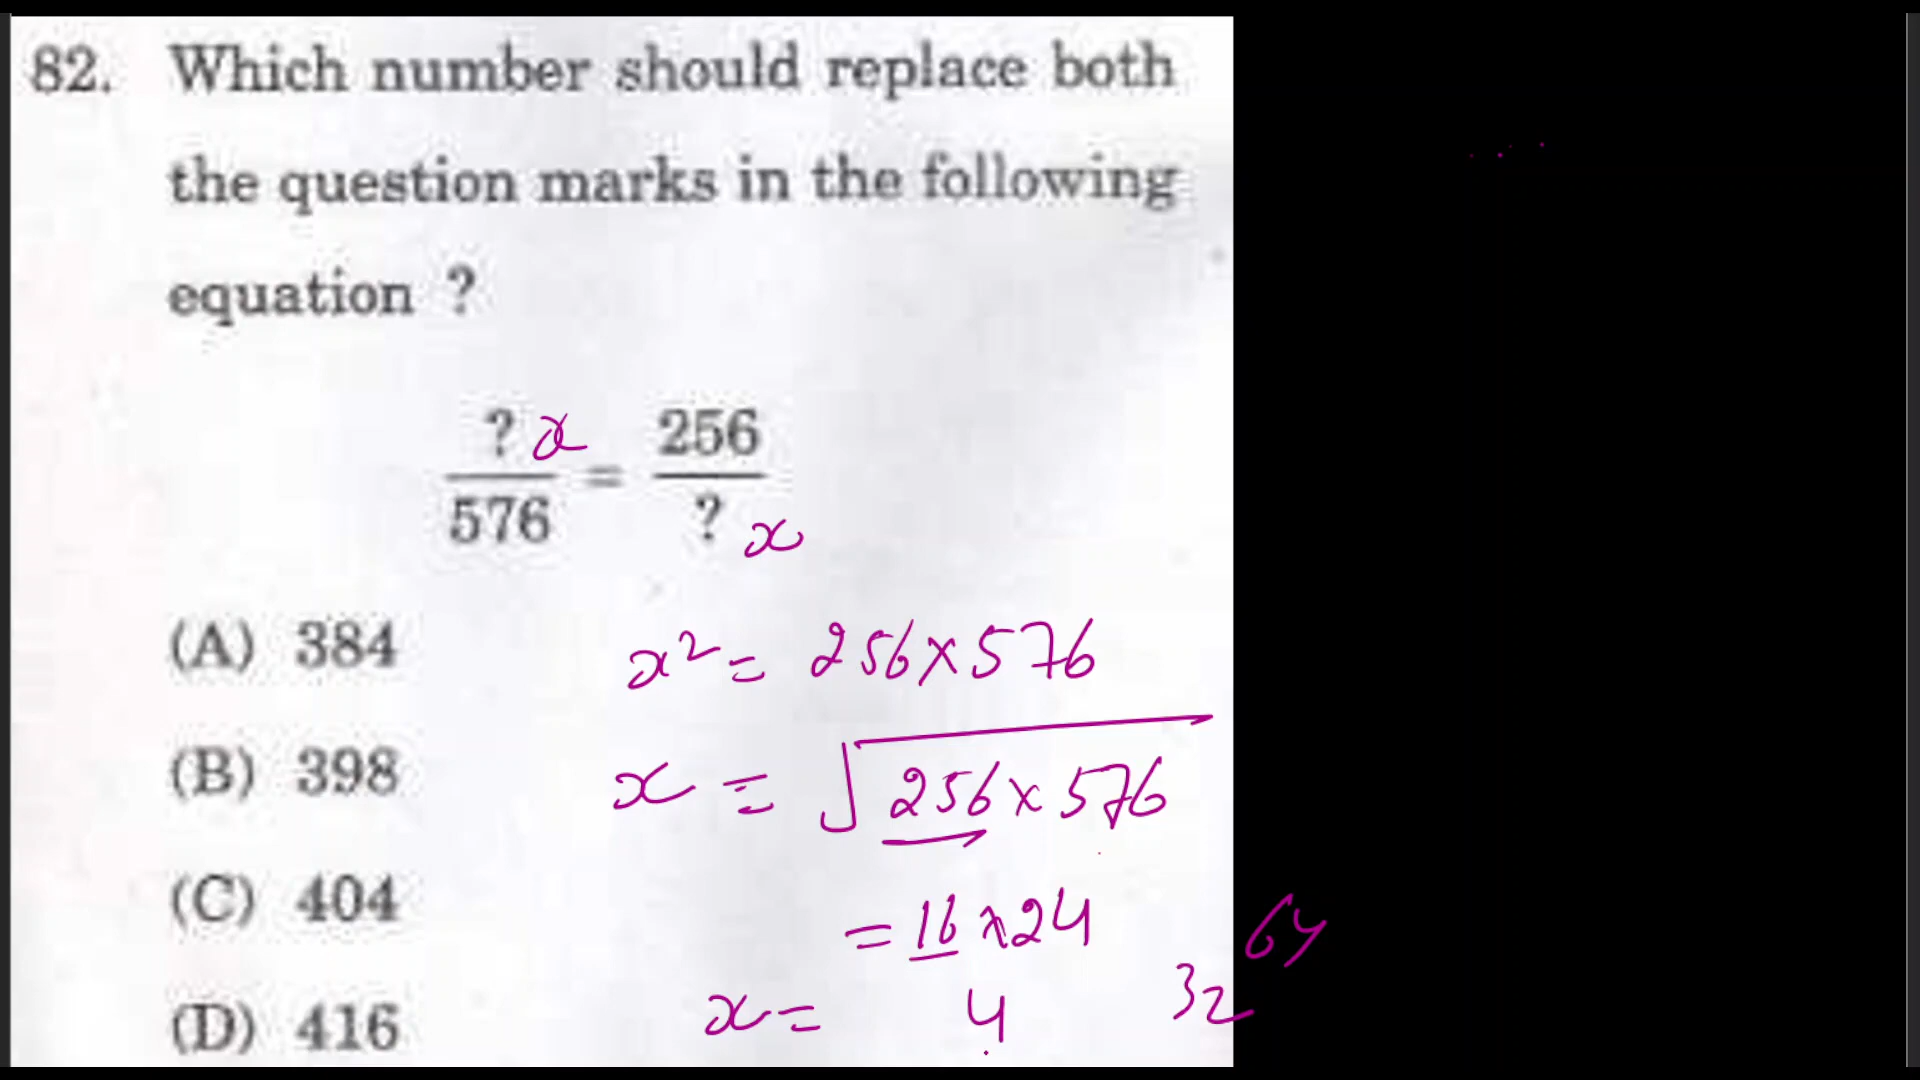 82. Which number should replace both
the question marks in the following
equation ?
? x / 576 = 256 / ? x
(A) 384
x² = 256×576
(B) 398
x = √256×576
(C) 404
= 16×24
64
32
(D) 416
x = 4